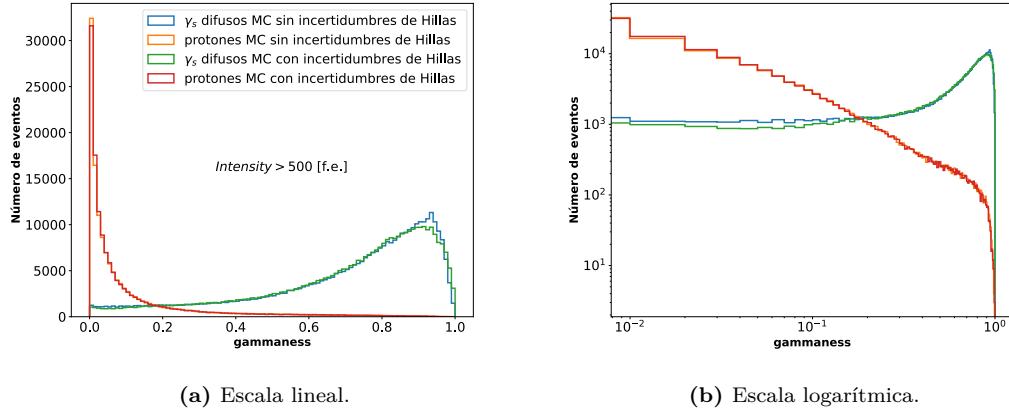 30000
25000
20000
15000
10000
5000
0
Número de eventos
γs difusos MC sin incertidumbres de Hillas
protones MC sin incertidumbres de Hillas
γs difusos MC con incertidumbres de Hillas
protones MC con incertidumbres de Hillas
Intensity > 500 [f.e.]
0.0 0.2 0.4 0.6 0.8 1.0
gammaness
10⁴
10³
10²
10¹
Número de eventos
10⁻² 10⁻¹ 10⁰
gammaness
(a) Escala lineal.
(b) Escala logarítmica.